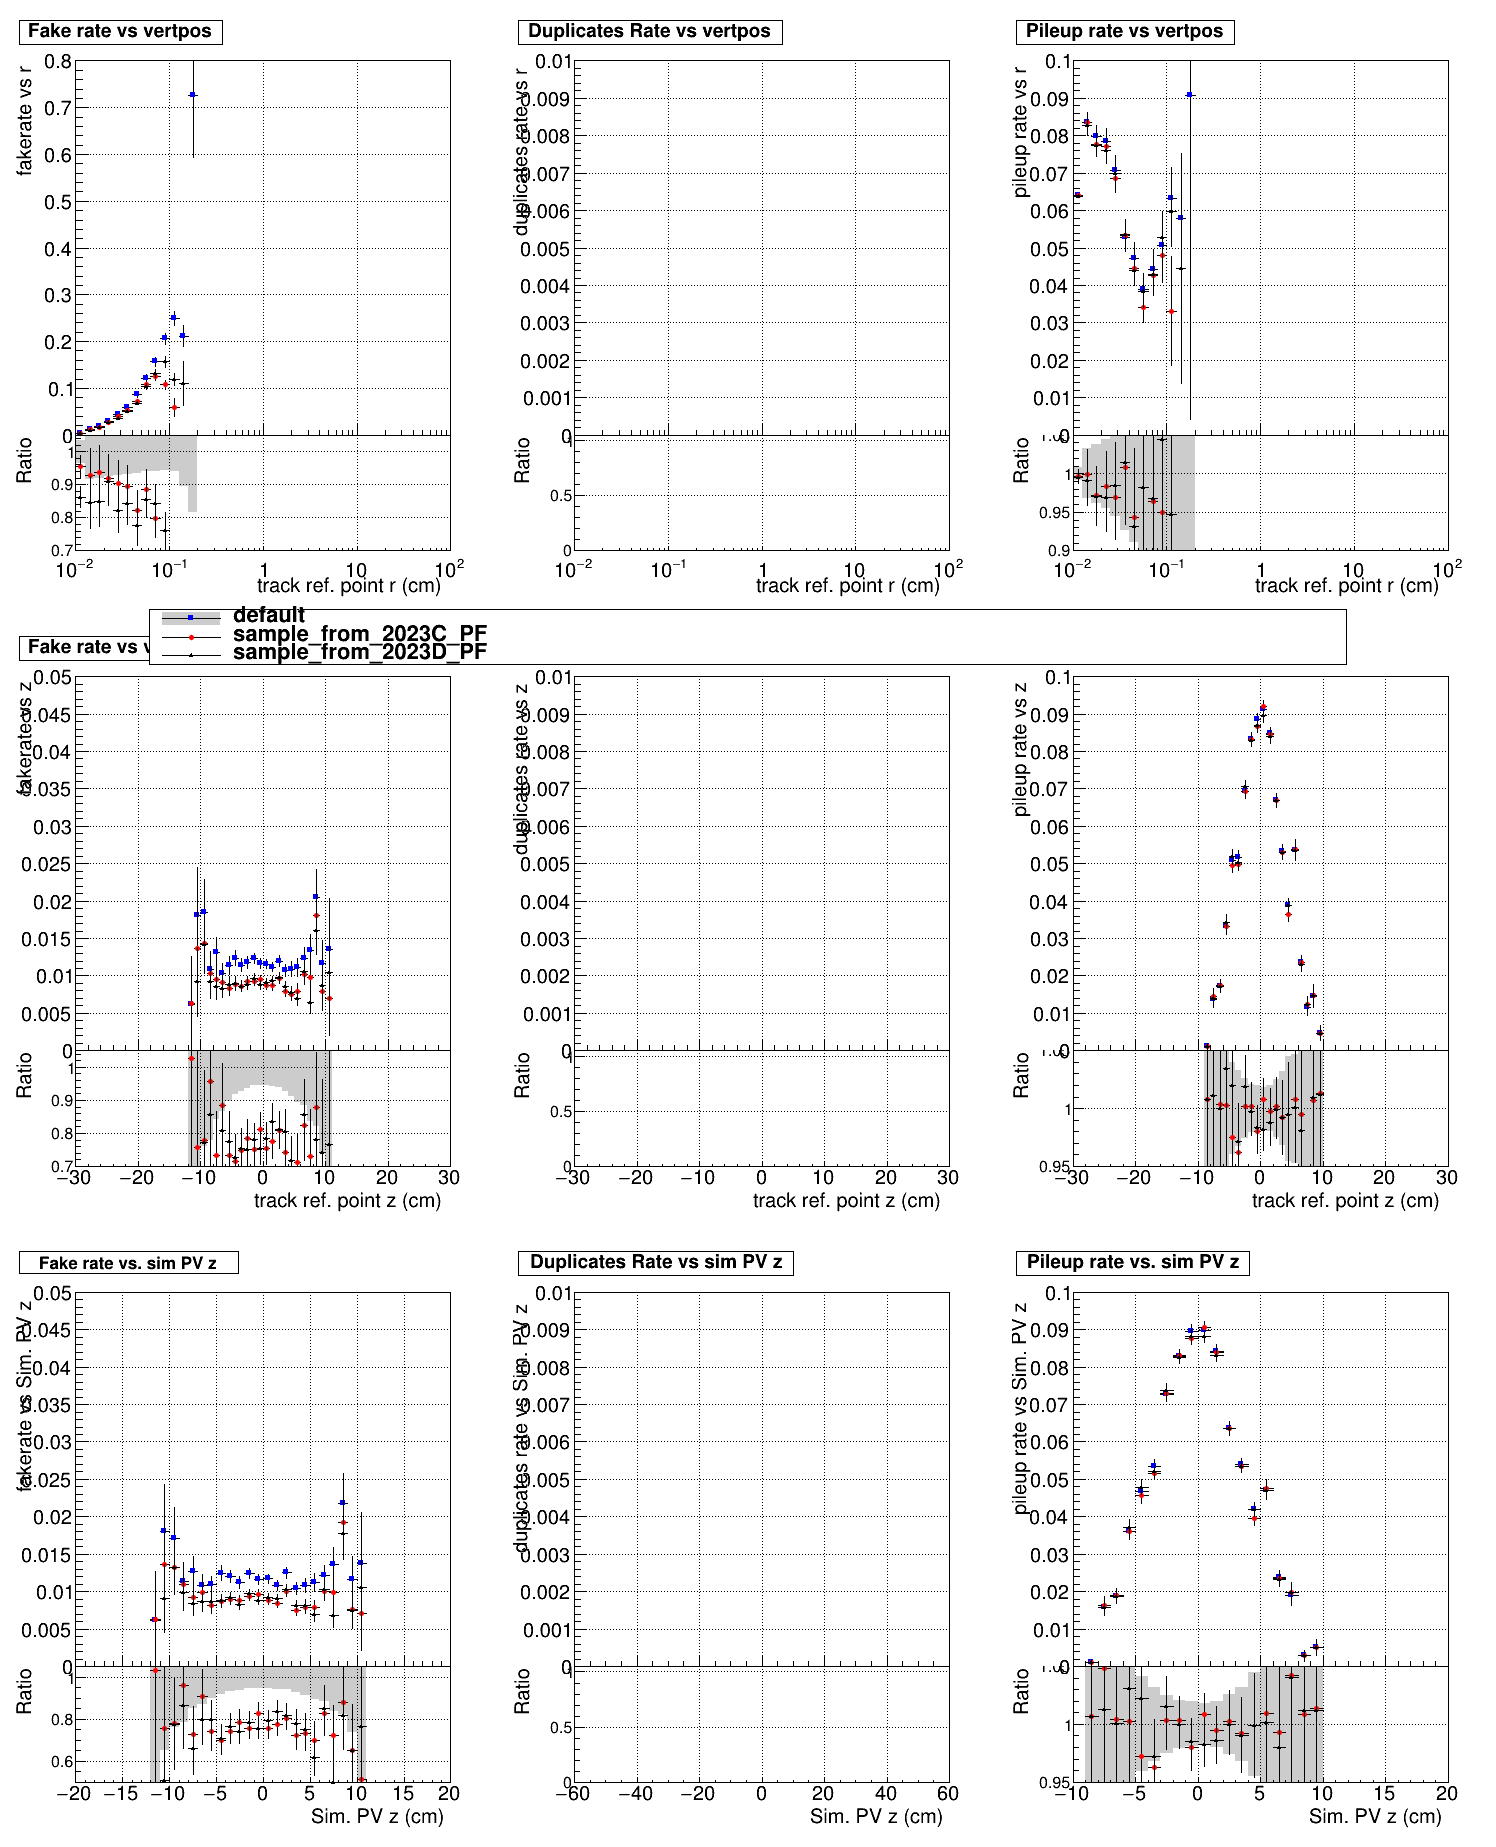 Fake rate vs vertpos
Duplicates Rate vs vertpos
Pileup rate vs vertpos
fakerate vs r
0.8
0.7
0.6
0.5
0.4
0.3
0.2
0.1
0
Ratio
1
0.9
0.8
0.7
10−2 10−1 1 10 102
track ref. point r (cm)
duplicates rate vs r
0.01
0.009
0.008
0.007
0.006
0.005
0.004
0.003
0.002
0.001
0
Ratio
1
0.5
0
10−2 10−1 1 10 102
track ref. point r (cm)
pileup rate vs r
0.1
0.09
0.08
0.07
0.06
0.05
0.04
0.03
0.02
0.01
0
Ratio
1
0.95
0.9
10−2 10−1 1 10 102
track ref. point r (cm)
default
sample_from_2023C_PF
sample_from_2023D_PF
Fake rate vs v
fakerate vs z
0.05
0.045
0.04
0.035
0.03
0.025
0.02
0.015
0.01
0.005
0
Ratio
1
0.9
0.8
0.7
−30 −20 −10 0 10 20 30
track ref. point z (cm)
duplicates rate vs z
0.01
0.009
0.008
0.007
0.006
0.005
0.004
0.003
0.002
0.001
0
Ratio
1
0.5
0
−30 −20 −10 0 10 20 30
track ref. point z (cm)
pileup rate vs z
0.1
0.09
0.08
0.07
0.06
0.05
0.04
0.03
0.02
0.01
0
Ratio
1
0.95
−30 −20 −10 0 10 20 30
track ref. point z (cm)
Fake rate vs. sim PV z
Duplicates Rate vs sim PV z
Pileup rate vs. sim PV z
fakerate vs Sim. PV z
0.05
0.045
0.04
0.035
0.03
0.025
0.02
0.015
0.01
0.005
0
Ratio
1
0.8
0.6
−20 −15 −10 −5 0 5 10 15 20
Sim. PV z (cm)
duplicates rate vs Sim. PV z
0.01
0.009
0.008
0.007
0.006
0.005
0.004
0.003
0.002
0.001
0
Ratio
1
0.5
0
−60 −40 −20 0 20 40 60
Sim. PV z (cm)
pileup rate vs Sim. PV z
0.1
0.09
0.08
0.07
0.06
0.05
0.04
0.03
0.02
0.01
0
Ratio
1
0.95
−10 −5 0 5 10 15 20
Sim. PV z (cm)